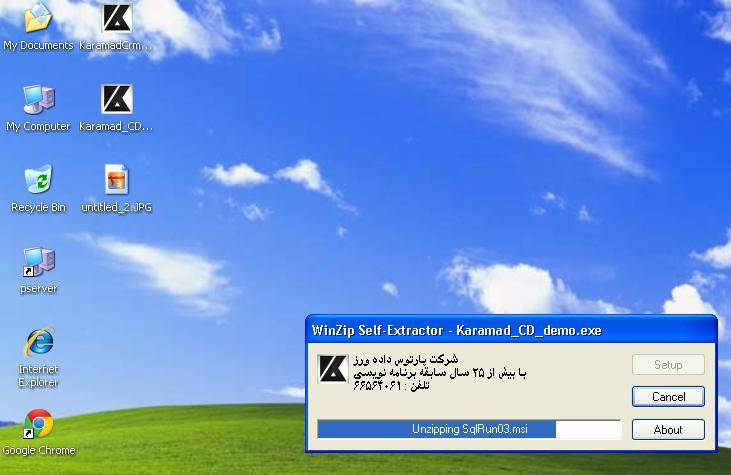 My Documents
KaramadCrm...
My Computer
Karamad_CD...
Recycle Bin
untitled_2.JPG
pserver
Internet
Explorer
Google Chrome
WinZip Self-Extractor - Karamad_CD_demo.exe
شرکت پارتوس داده ورز
با بیش از ۲۵ سال سابقه برنامه نویسی
تلفن : ۶۶۵۶۴۰۶۱
Setup
Cancel
Unzipping SqlRun03.msi
About